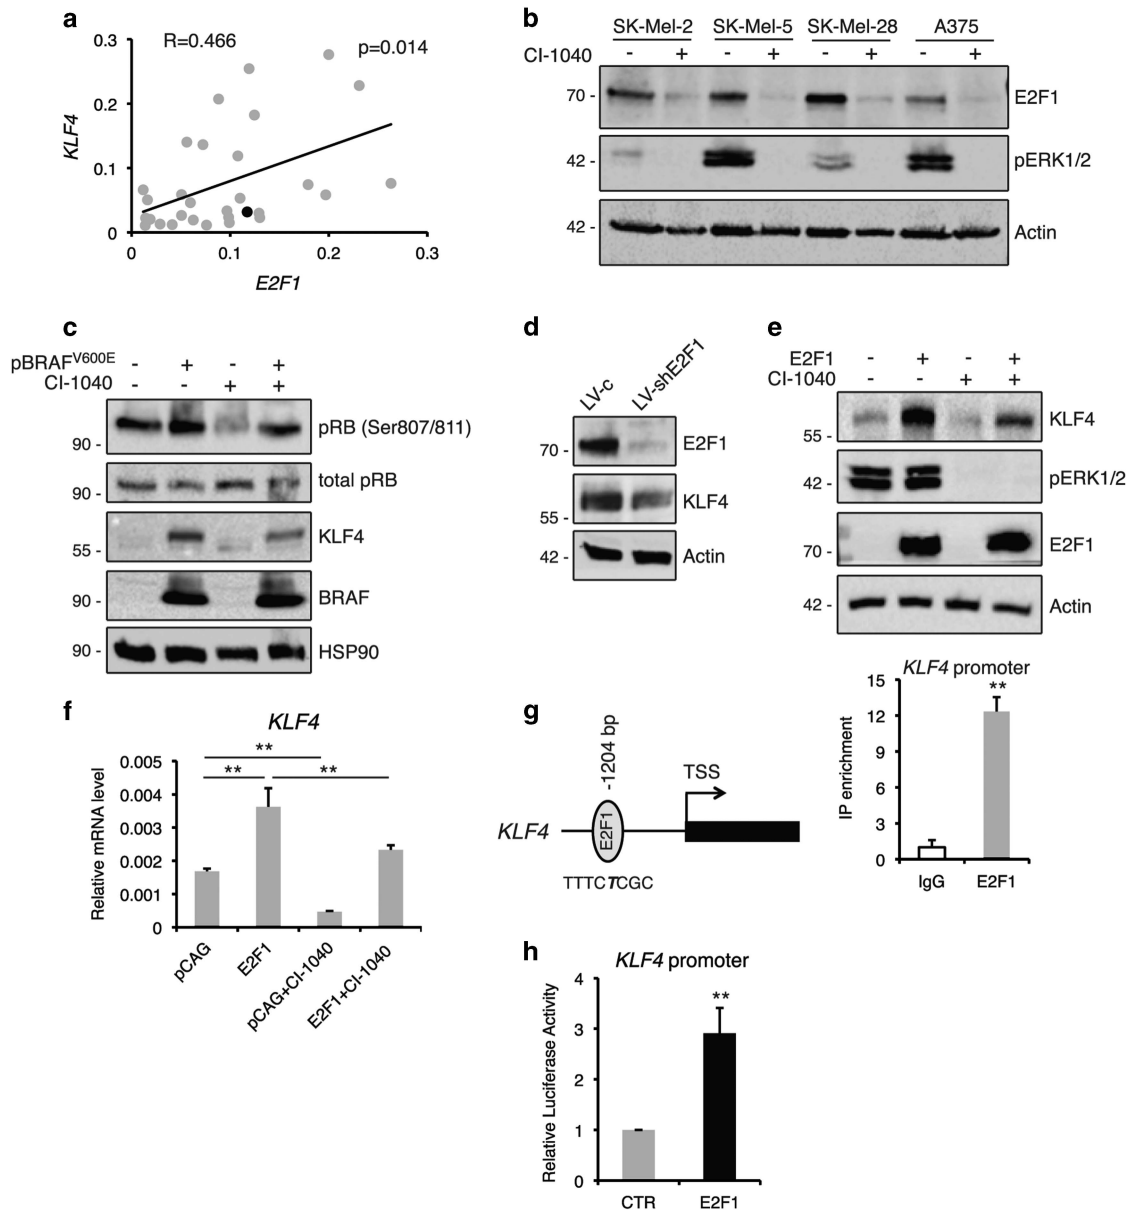 a
0.3
0.2
0.1
0
KLF4
R=0.466
p=0.014
0
0.1
0.2
0.3
E2F1
b
SK-Mel-2 SK-Mel-5 SK-Mel-28 A375
CI-1040 - + - + - + - +
70 - E2F1
42 - pERK1/2
42 - Actin
c
pBRAFV600E - + - +
CI-1040 - - + +
90 - pRB (Ser807/811)
90 - total pRB
55 - KLF4
90 - BRAF
90 - HSP90
d
LV-c
LV-shE2F1
70 - E2F1
55 - KLF4
42 - Actin
e
E2F1 - + - +
CI-1040 - - + +
55 - KLF4
42 - pERK1/2
70 - E2F1
42 - Actin
f
KLF4
**
** **
0.005
0.004
0.003
0.002
0.001
0
Relative mRNA level
pCAG
E2F1
pCAG+CI-1040
E2F1+CI-1040
g
-1204 bp
TSS
KLF4
E2F1
TTTCTCGC
KLF4 promoter
**
15
12
9
6
3
0
IP enrichment
IgG
E2F1
h
KLF4 promoter
**
4
3
2
1
0
Relative Luciferase Activity
CTR
E2F1